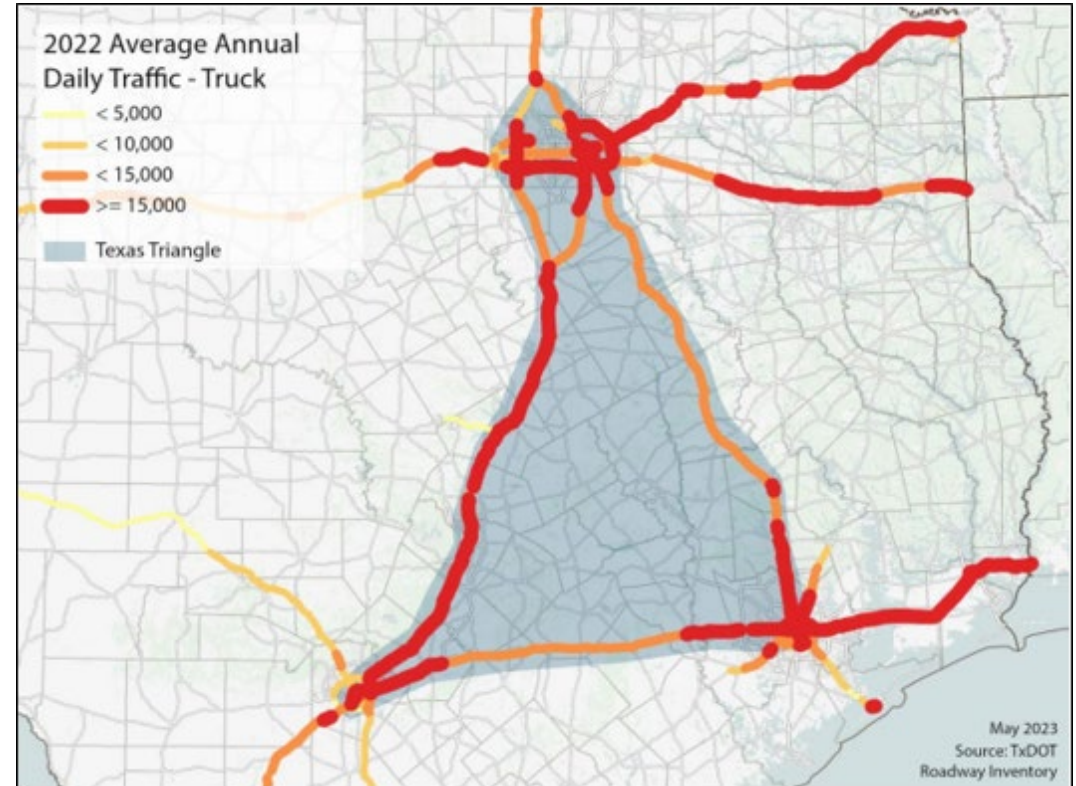 2022 Average Annual
Daily Traffic - Truck
< 5,000
< 10,000
< 15,000
>= 15,000
Texas Triangle
May 2023
Source: TxDOT
Roadway Inventory